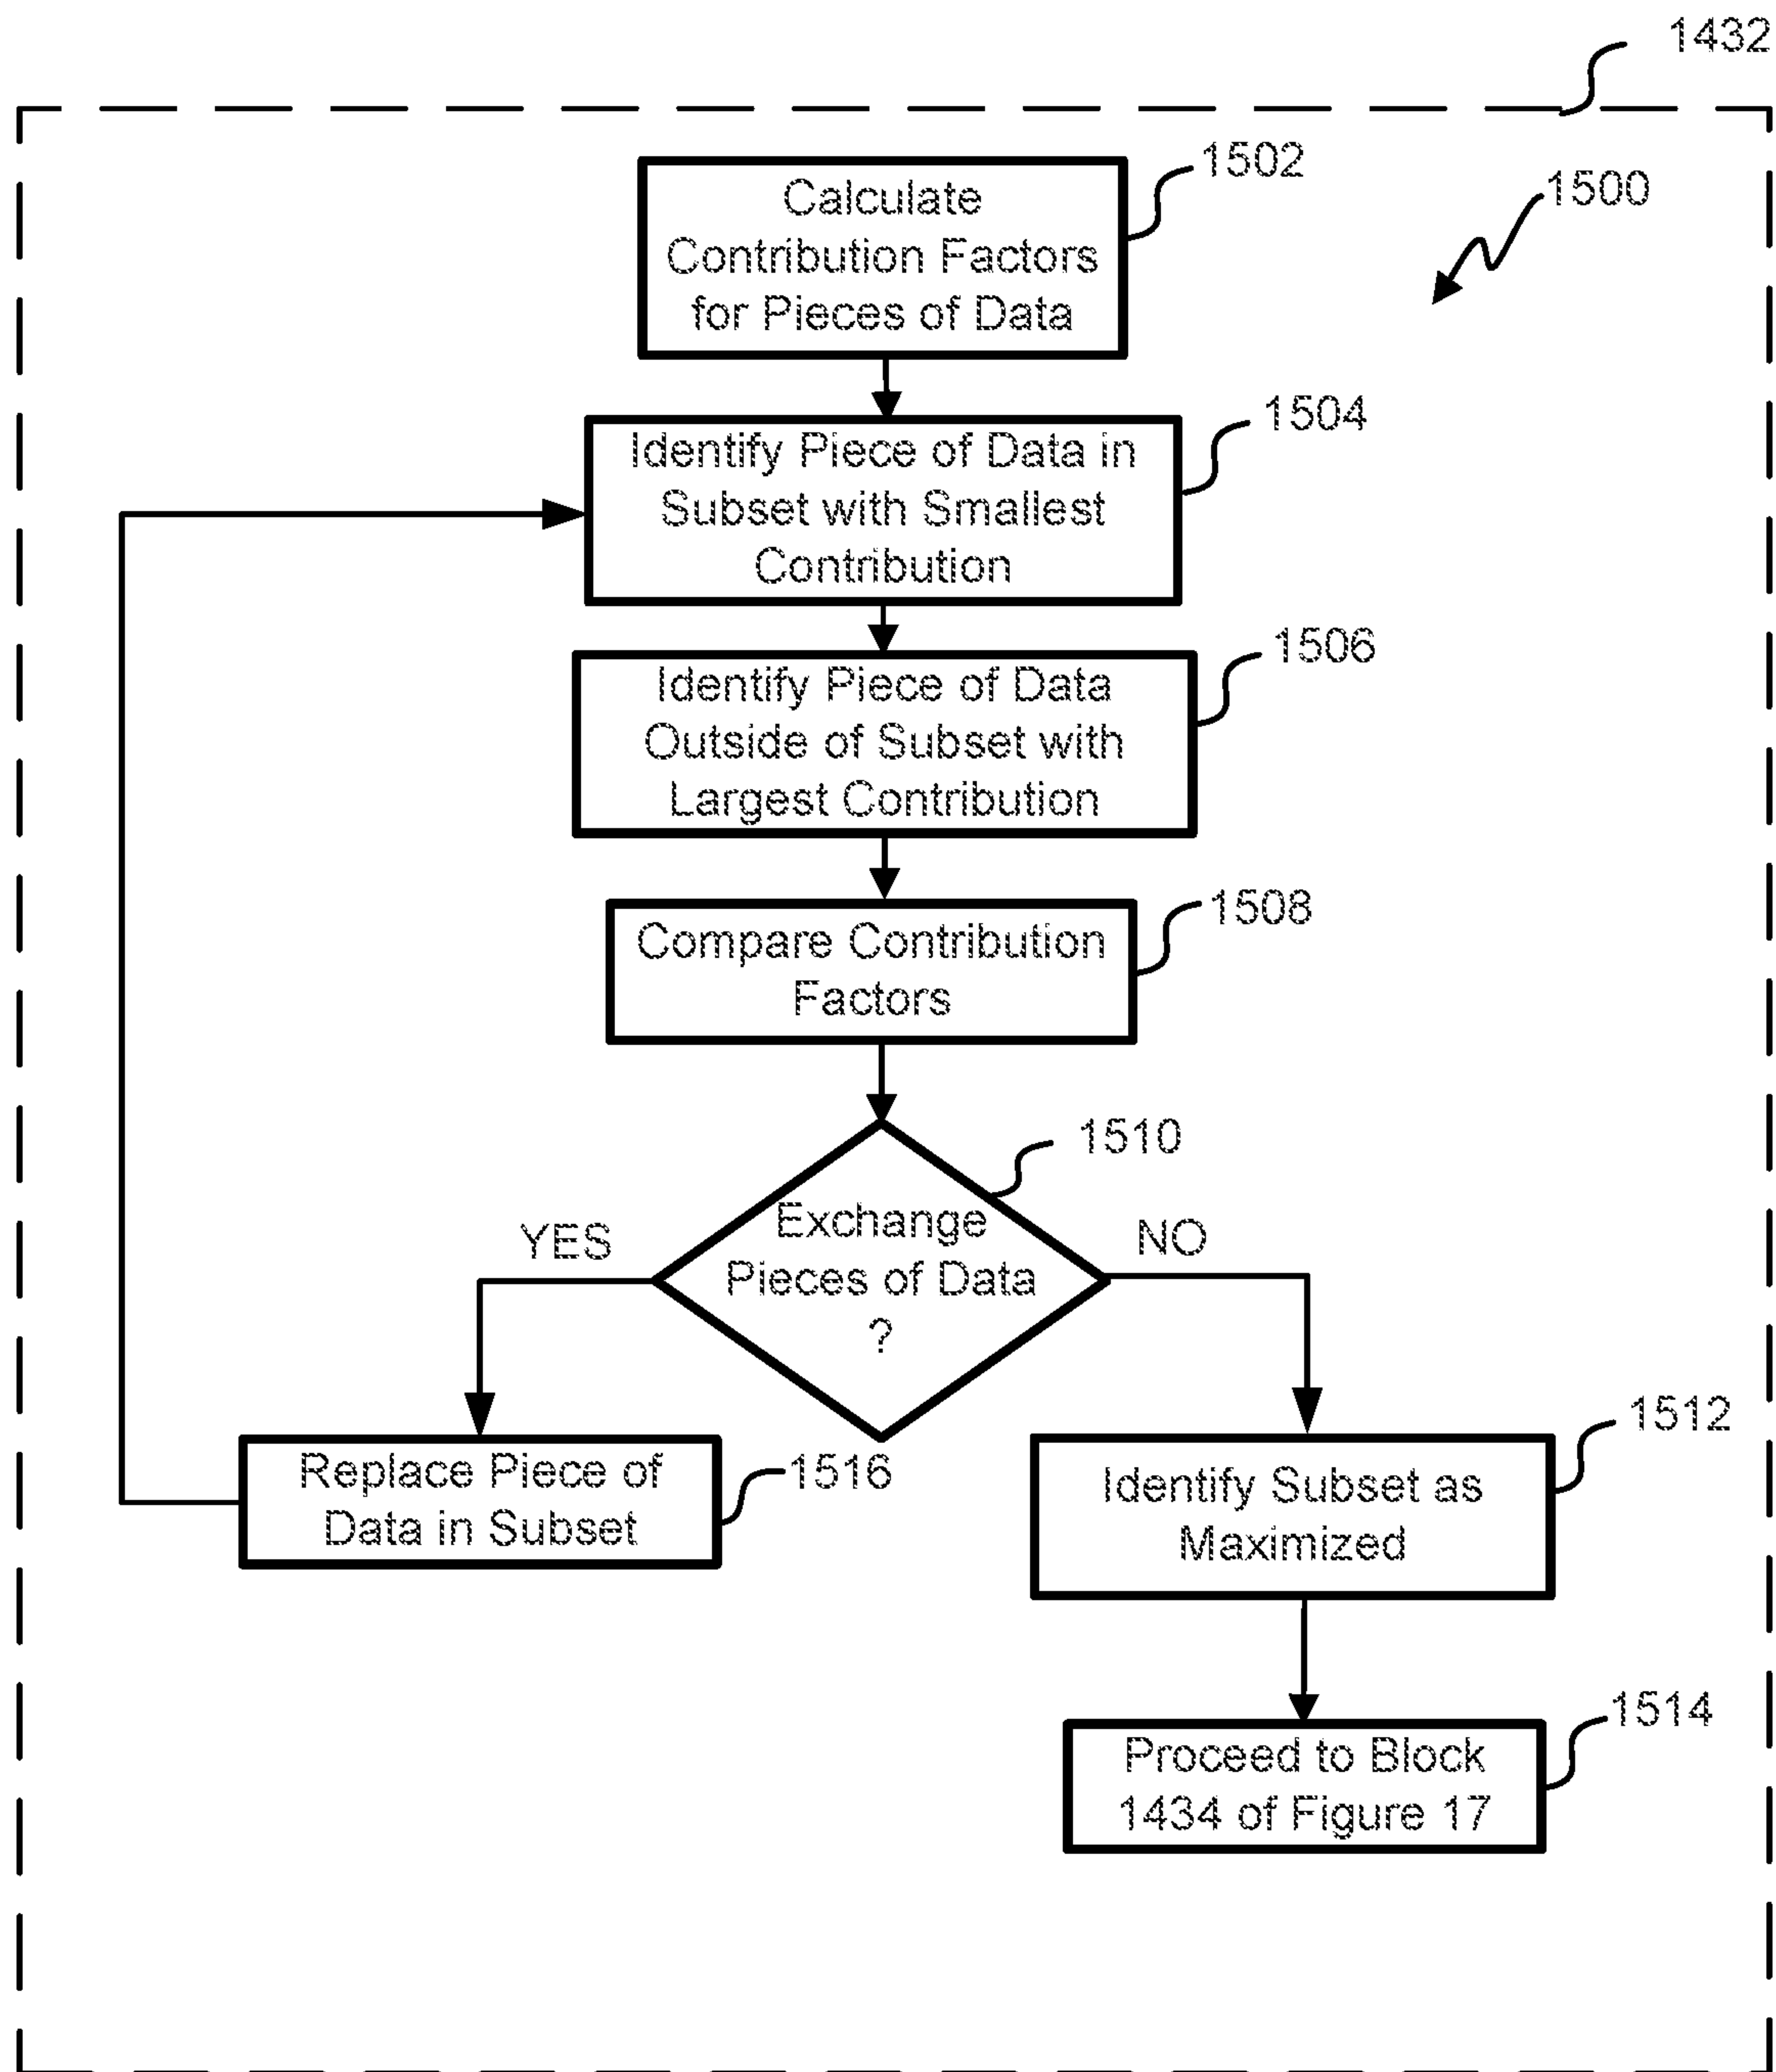 1432
1502
1500
Calculate
Contribution Factors
for Pieces of Data
1504
Identify Piece of Data in
Subset with Smallest
Contribution
1506
Identify Piece of Data
Outside of Subset with
Largest Contribution
1508
Compare Contribution
Factors
1510
Exchange
Pieces of Data
?
YES
NO
1516
Replace Piece of
Data in Subset
1512
Identify Subset as
Maximized
1514
Proceed to Block
1434 of Figure 17